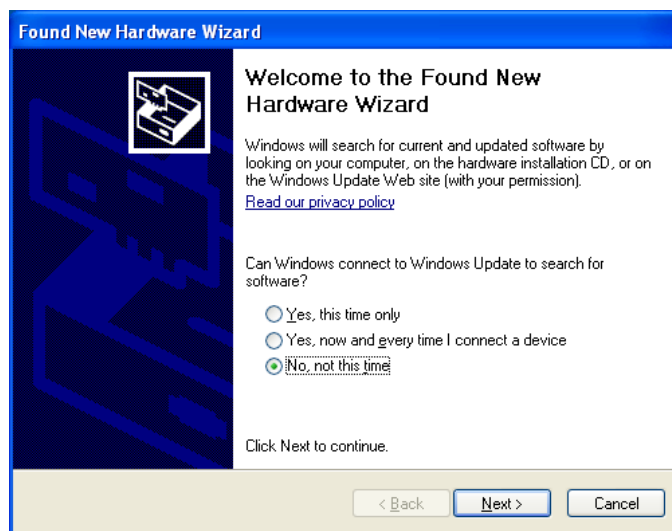 Found New Hardware Wizard
Welcome to the Found New
Hardware Wizard
Windows will search for current and updated software by
looking on your computer, on the hardware installation CD, or on
the Windows Update Web site (with your permission).
Read our privacy policy
Can Windows connect to Windows Update to search for
software?
Yes, this time only
Yes, now and every time I connect a device
No, not this time
Click Next to continue.
< Back
Next >
Cancel